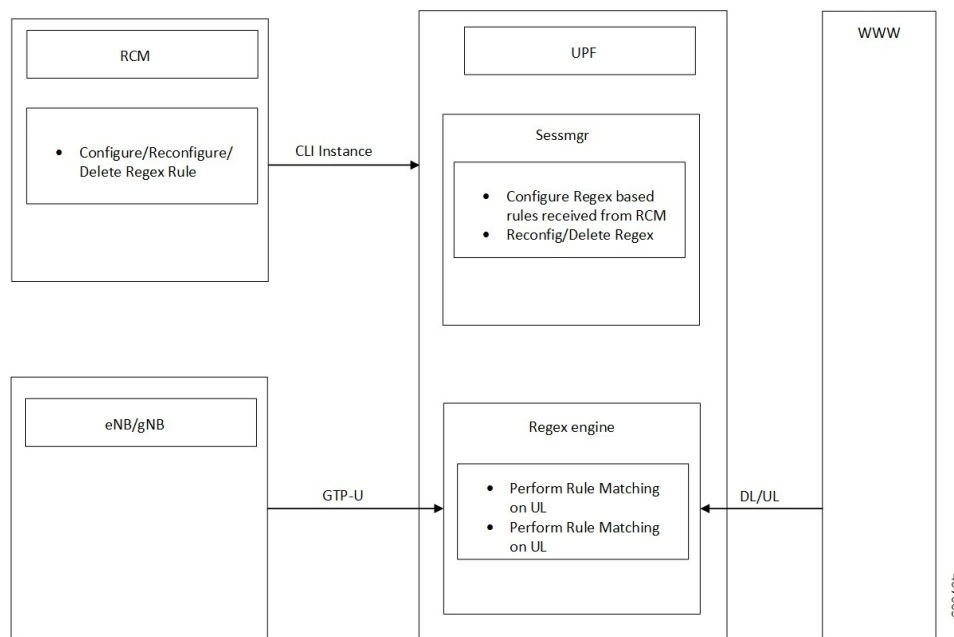 RCM
• Configure/Reconfigure/
Delete Regex Rule
CLI Instance
UPF
Sessmgr
• Configure Regex based
rules received from RCM
• Reconfig/Delete Regex
WWW
eNB/gNB
GTP-U
Regex engine
• Perform Rule Matching
on UL
• Perform Rule Matching
on UL
DL/UL